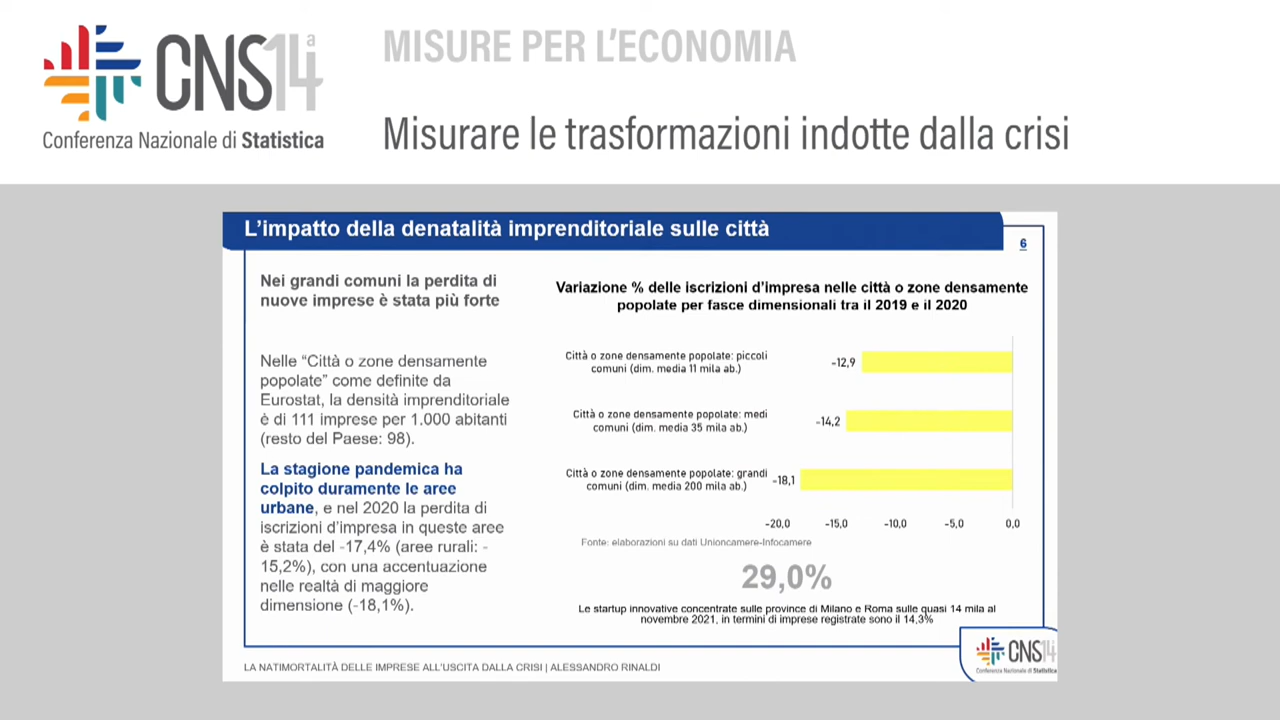 CNS14a
Conferenza Nazionale di Statistica
MISURE PER L'ECONOMIA
Misurare le trasformazioni indotte dalla crisi
L'impatto della denatalità imprenditoriale sulle città
6
Nei grandi comuni la perdita di
nuove imprese è stata più forte
Nelle “Città o zone densamente
popolate” come definite da
Eurostat, la densità imprenditoriale
è di 111 imprese per 1.000 abitanti
(resto del Paese: 98).
La stagione pandemica ha
colpito duramente le aree
urbane, e nel 2020 la perdita di
iscrizioni d'impresa in queste aree
è stata del -17,4% (aree rurali: -
15,2%), con una accentuazione
nelle realtà di maggiore
dimensione (-18,1%).
Variazione % delle iscrizioni d'impresa nelle città o zone densamente
popolate per fasce dimensionali tra il 2019 e il 2020
Città o zone densamente popolate: piccoli
comuni (dim. media 11 mila ab.)
-12,9
Città o zone densamente popolate: medi
comuni (dim. media 35 mila ab.)
-14,2
Città o zone densamente popolate: grandi
comuni (dim. media 200 mila ab.)
-18,1
-20,0 -15,0 -10,0 -5,0 0,0
Fonte: elaborazioni su dati Unioncamere-Infocamere
29,0%
Le startup innovative concentrate sulle province di Milano e Roma sulle quasi 14 mila al
novembre 2021, in termini di imprese registrate sono il 14,3%
LA NATIMORTALITÀ DELLE IMPRESE ALL'USCITA DALLA CRISI | ALESSANDRO RINALDI
CNS14
Conferenza Nazionale di Statistica